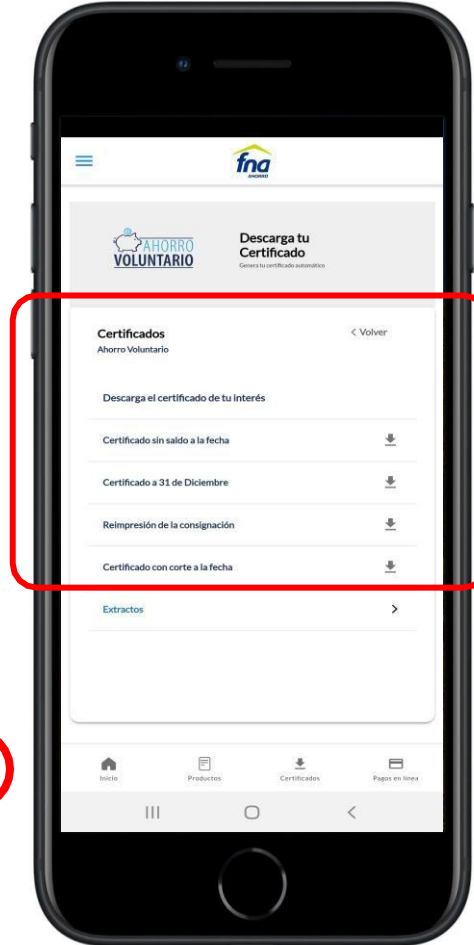 fna
AHORRO
AHORRO
VOLUNTARIO
Descarga tu
Certificado
Genera tu certificado automático
Certificados
< Volver
Ahorro Voluntario
Descarga el certificado de tu interés
Certificado sin saldo a la fecha
Certificado a 31 de Diciembre
Reimpresión de la consignación
Certificado con corte a la fecha
Extractos
Inicio
Productos
Certificados
Pagos en línea